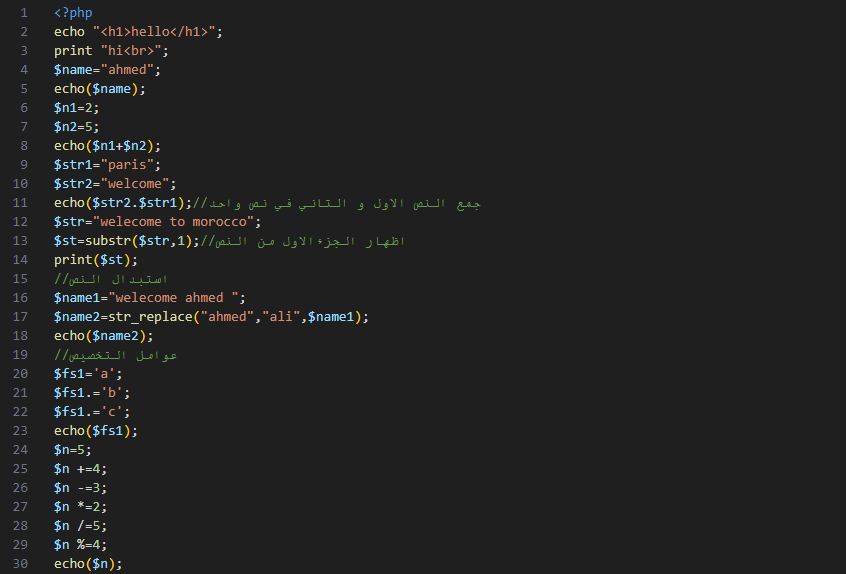 1 <?php
2 echo "<h1>hello</h1>";
3 print "hi<br>";
4 $name="ahmed";
5 echo($name);
6 $n1=2;
7 $n2=5;
8 echo($n1+$n2);
9 $str1="paris";
10 $str2="welcome";
11 echo($str2.$str1);//جمع النص الاول و التاني في نص واحد
12 $str="welecome to morocco";
13 $st=substr($str,1);//اظهار الجزء الاول من النص
14 print($st);
15 //استبدال النص
16 $name1="welecome ahmed ";
17 $name2=str_replace("ahmed","ali",$name1);
18 echo($name2);
19 //عوامل التخصيص
20 $fs1='a';
21 $fs1.='b';
22 $fs1.='c';
23 echo($fs1);
24 $n=5;
25 $n +=4;
26 $n -=3;
27 $n *=2;
28 $n /=5;
29 $n %=4;
30 echo($n);